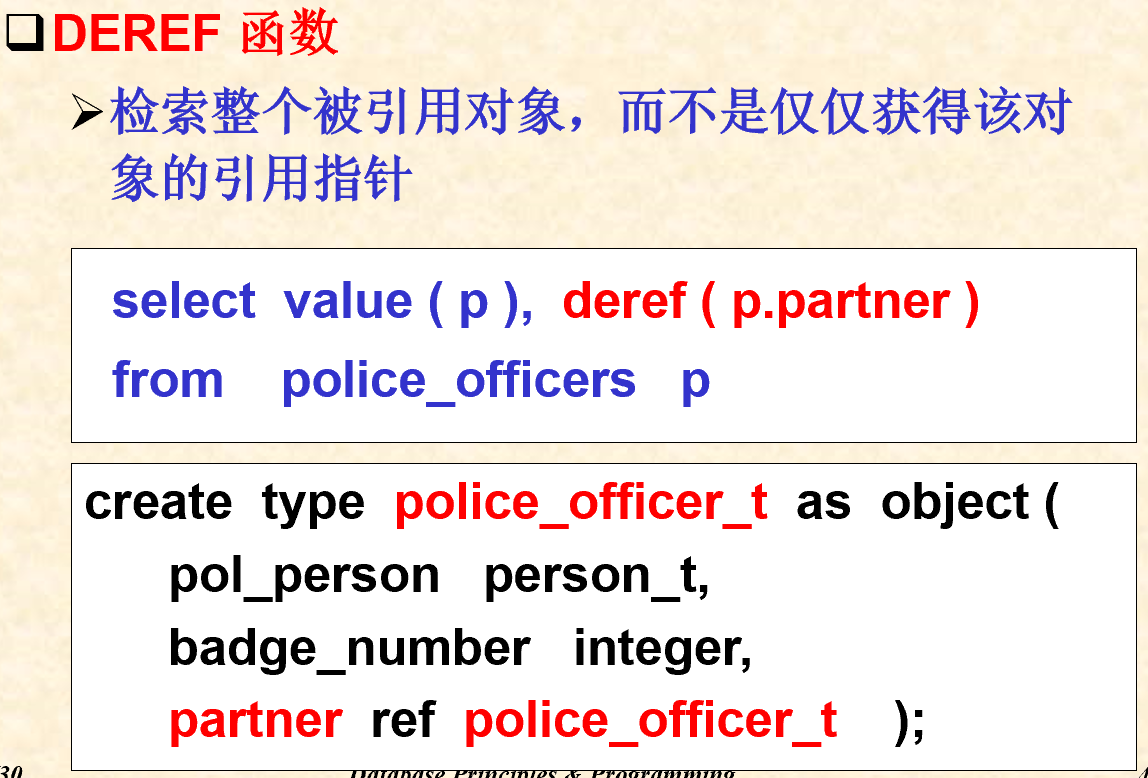 DEREF 函数
检索整个被引用对象，而不是仅仅获得该对
象的引用指针
select value ( p ), deref ( p.partner )
from police_officers p
create type police_officer_t as object (
pol_person person_t,
badge_number integer,
partner ref police_officer_t );
Database Principles & Programming